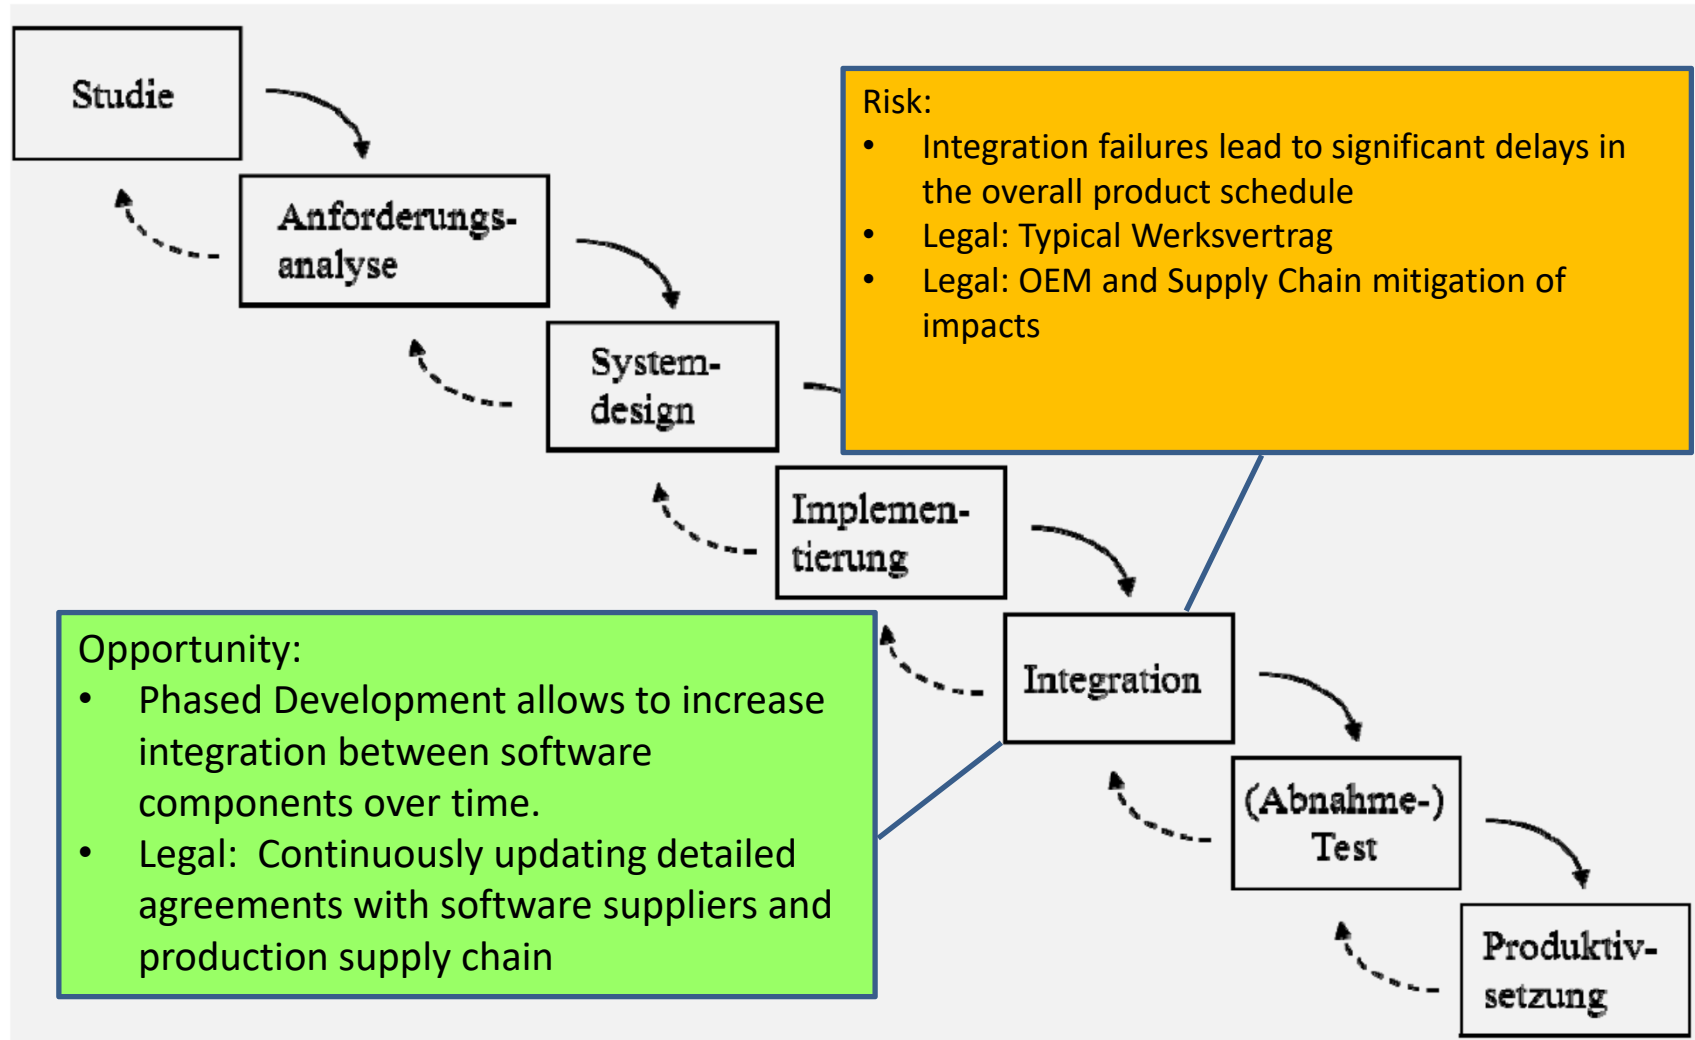 Studie
Anforderungs-
analyse
System-
design
Implemen-
tierung
Integration
(Abnahme-)
Test
Produktiv-
setzung
Risk:
• Integration failures lead to significant delays in
the overall product schedule
• Legal: Typical Werksvertrag
• Legal: OEM and Supply Chain mitigation of
impacts
Opportunity:
• Phased Development allows to increase
integration between software
components over time.
• Legal:  Continuously updating detailed
agreements with software suppliers and
production supply chain